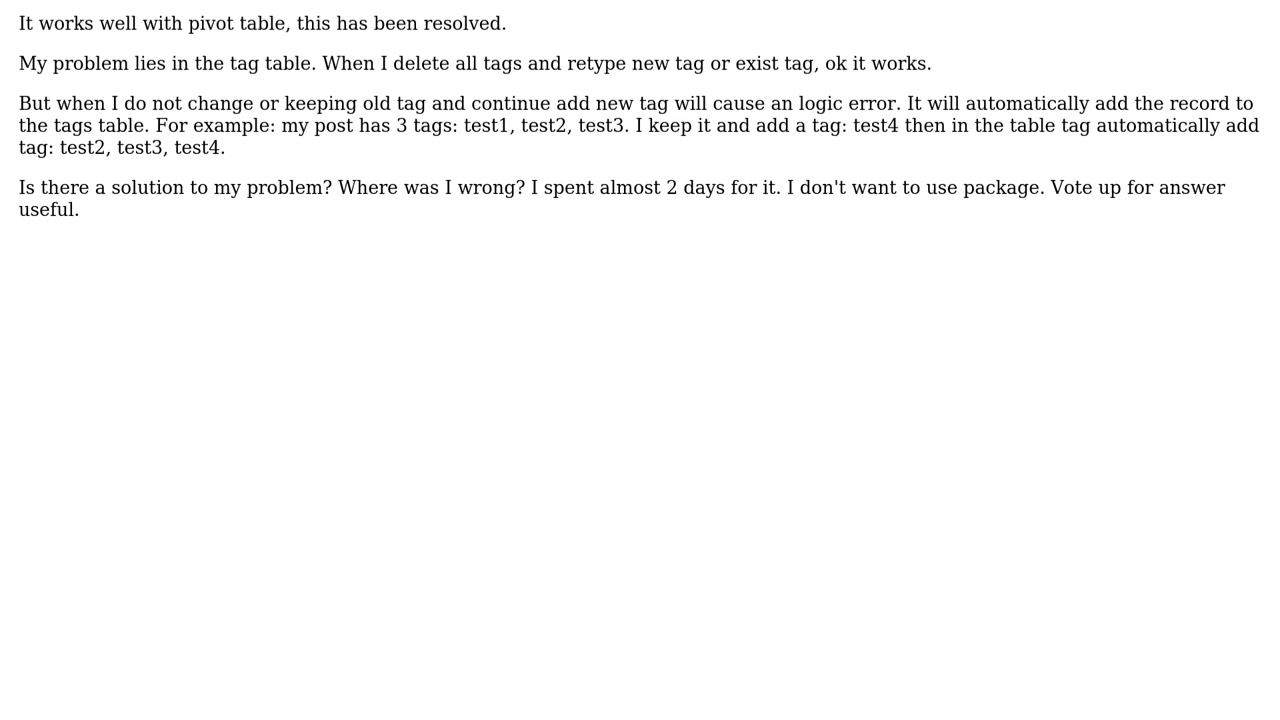 It works well with pivot table, this has been resolved.
My problem lies in the tag table. When I delete all tags and retype new tag or exist tag, ok it works.
But when I do not change or keeping old tag and continue add new tag will cause an logic error. It will automatically add the record to
the tags table. For example: my post has 3 tags: test1, test2, test3. I keep it and add a tag: test4 then in the table tag automatically add
tag: test2, test3, test4.
Is there a solution to my problem? Where was I wrong? I spent almost 2 days for it. I don't want to use package. Vote up for answer
useful.